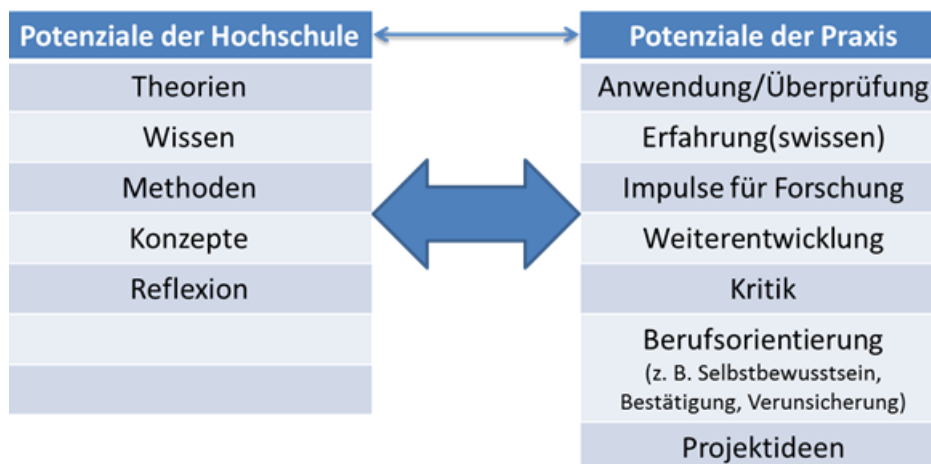 Potenziale der Hochschule
Theorien
Wissen
Methoden
Konzepte
Reflexion
Potenziale der Praxis
Anwendung/Überprüfung
Erfahrung(swissen)
Impulse für Forschung
Weiterentwicklung
Kritik
Berufsorientierung
(z. B. Selbstbewusstsein,
Bestätigung, Verunsicherung)
Projektideen